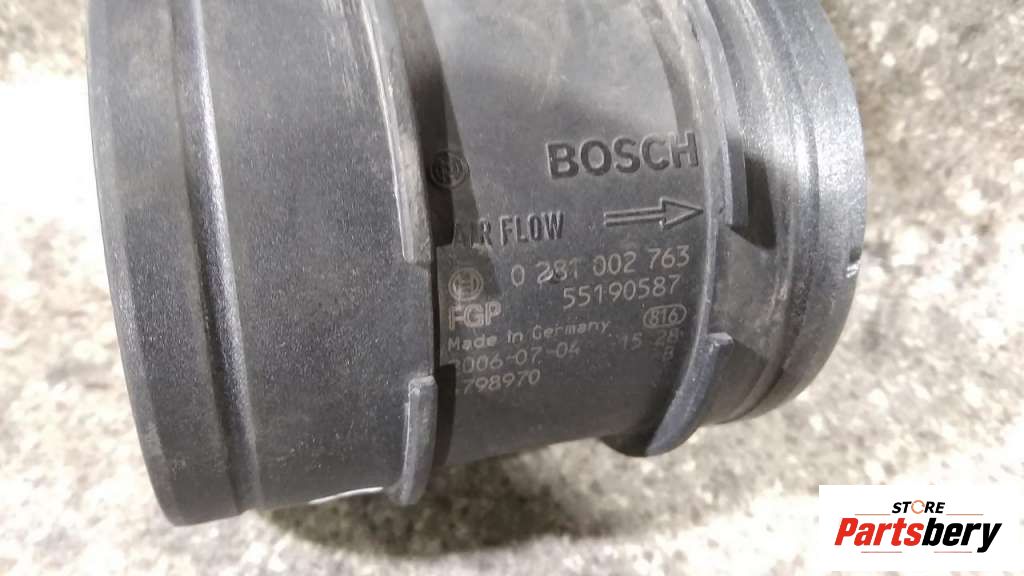 BOSCH
AIR FLOW
0 281 002 763
55190587
FGP
816
Made in Germany
2006-07-04 15 28
798970
STORE
Partsbery